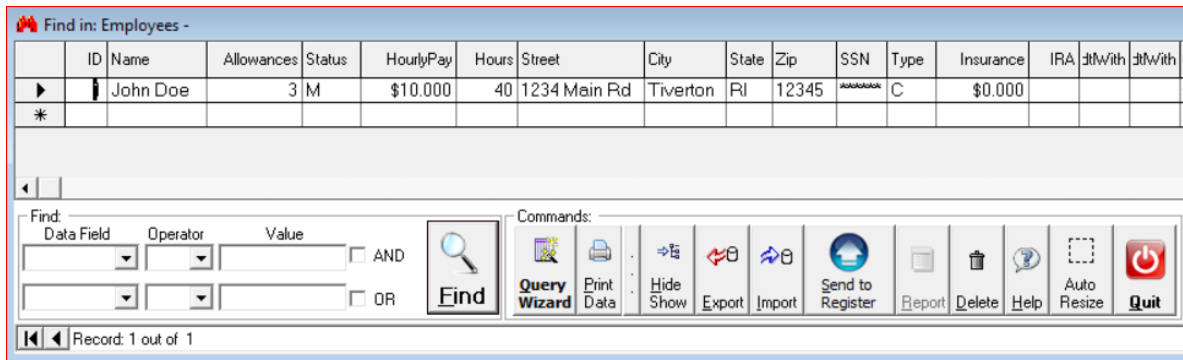 Find in: Employees -
ID Name Allowances Status HourlyPay Hours Street City State Zip SSN Type Insurance IRA
John Doe 3 M $10.000 40 1234 Main Rd Tiverton RI 12345 ******* C $0.000
Find:
Data Field Operator Value
AND
OR
Find
Commands:
Query Wizard
Print Data
Hide Show
Export
Import
Send to Register
Report
Delete
Help
Auto Resize
Quit
Record: 1 out of 1